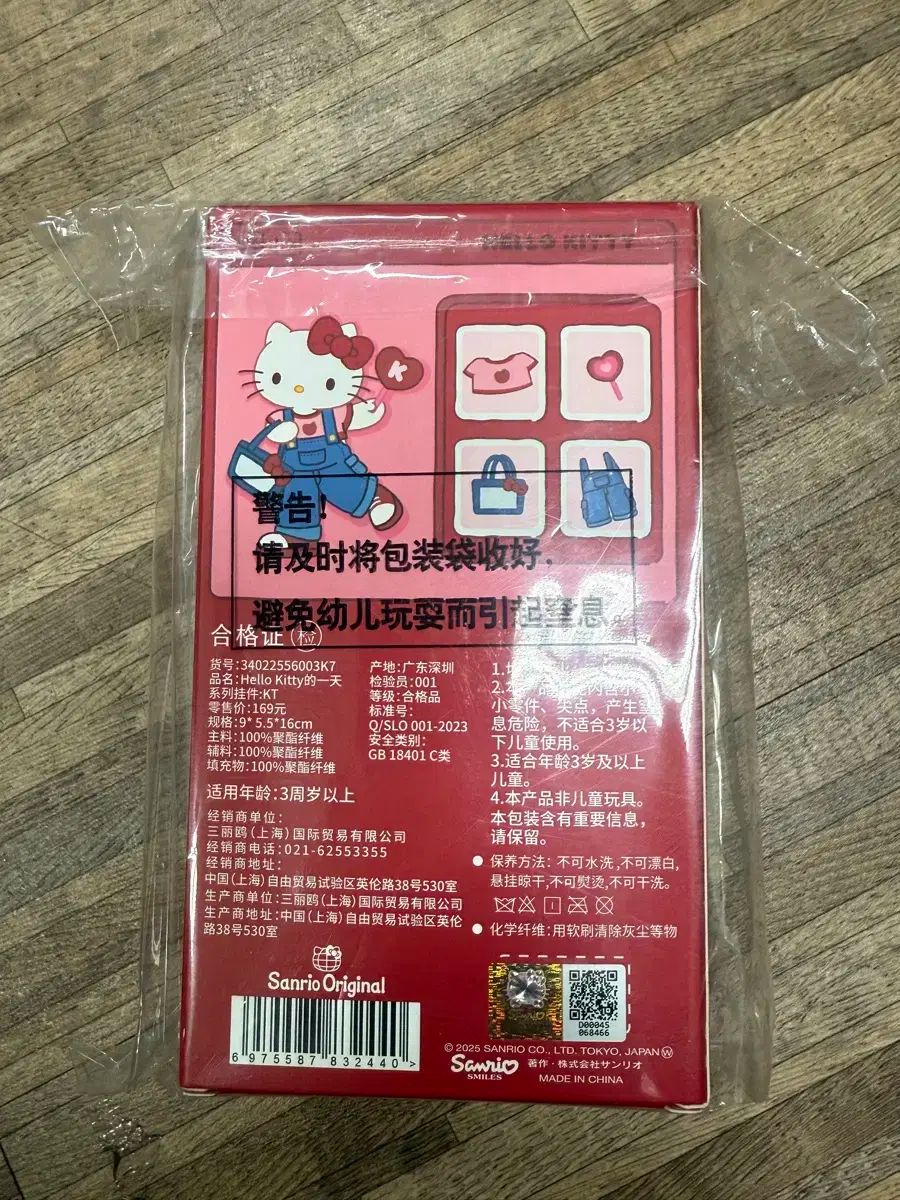 HELLO KITTY
K
警告!
请及时将包装袋收好，
避免幼儿玩耍而引起窒息。
合格证 检
货号:34022556003K7
品名:Hello Kitty的一天
系列挂件:KT
零售价:169元
规格:9* 5.5*16cm
主料:100%聚酯纤维
辅料:100%聚酯纤维
填充物:100%聚酯纤维
产地:广东深圳
检验员:001
等级:合格品
标准号:
Q/SLO 001-2023
安全类别:
GB 18401 C类
适用年龄:3周岁以上
经销商单位:
三丽鸥(上海)国际贸易有限公司
经销商电话:021-62553355
经销商地址:
中国(上海)自由贸易试验区英伦路38号530室
生产商单位:三丽鸥(上海)国际贸易有限公司
生产商地址:中国(上海)自由贸易试验区英伦
路38号530室
1.
2.
小零件、尖点，产生窒
息危险，不适合3岁以
下儿童使用。
3.适合年龄3岁及以上
儿童。
4.本产品非儿童玩具。
本包装含有重要信息，
请保留。
● 保养方法: 不可水洗,不可漂白,
悬挂晾干,不可熨烫,不可干洗。
● 化学纤维:用软刷清除灰尘等物
Sanrio Original
6 975587 832440 >
D00045
068466
© 2025 SANRIO CO., LTD. TOKYO, JAPAN Ⓦ
Sanrio 著作・株式会社サンリオ
SMILES MADE IN CHINA